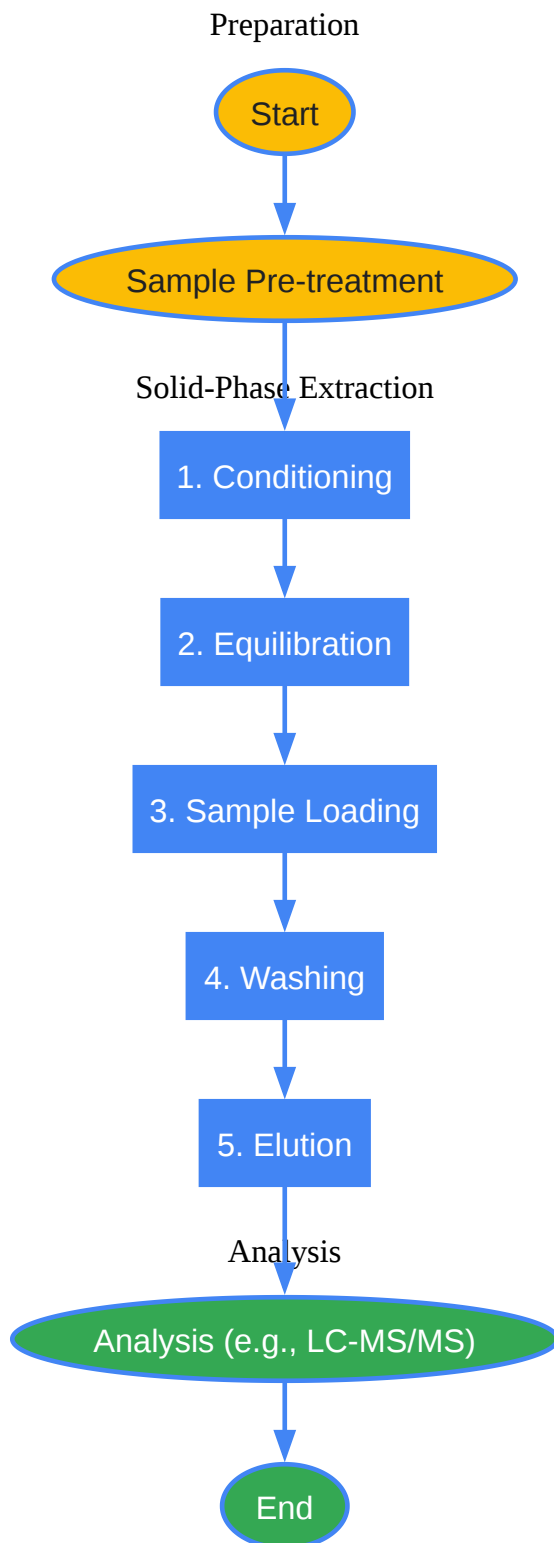 Preparation
Start
Sample Pre-treatment
Solid-Phase Extraction
1. Conditioning
2. Equilibration
3. Sample Loading
4. Washing
5. Elution
Analysis
Analysis (e.g., LC-MS/MS)
End